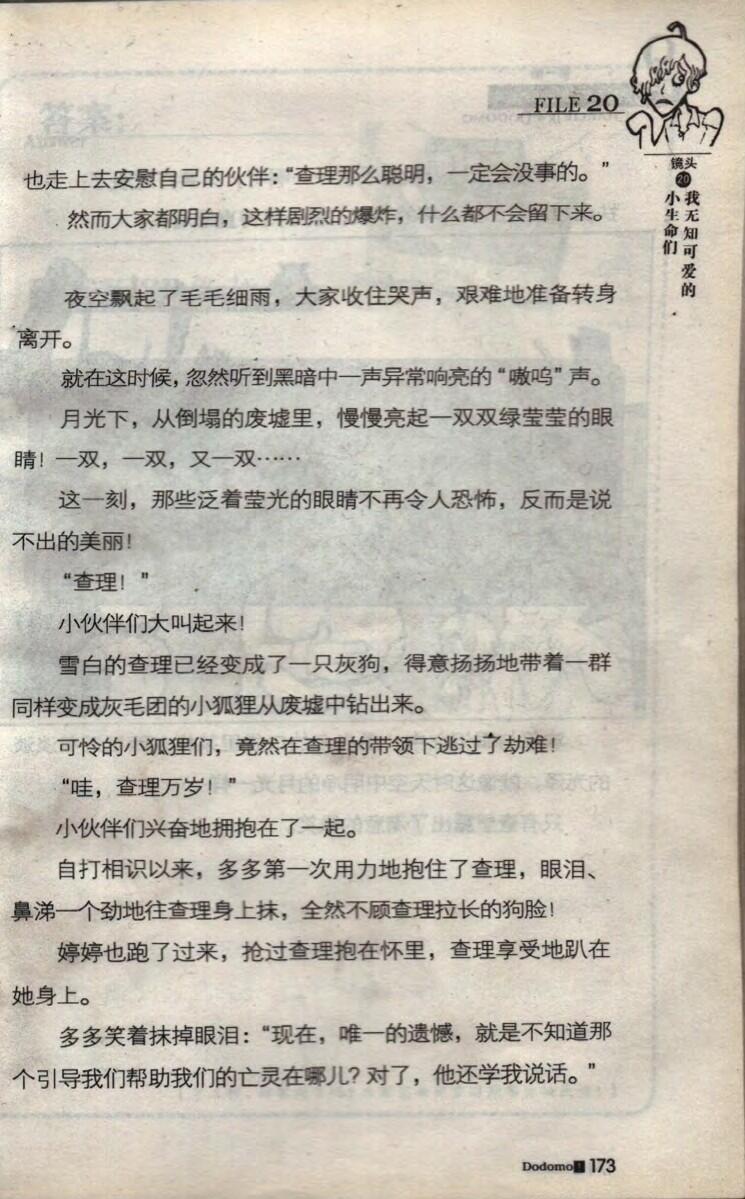 FILE 20
镜头
20
我无知可爱的
小生命们
也走上去安慰自己的伙伴：“查理那么聪明，一定会没事的。”
然而大家都明白，这样剧烈的爆炸，什么都不会留下来。
夜空飘起了毛毛细雨，大家收住哭声，艰难地准备转身
离开。
就在这时候，忽然听到黑暗中一声异常响亮的“嗷呜”声。
月光下，从倒塌的废墟里，慢慢亮起一双双绿莹莹的眼
睛！一双，一双，又一双……
这一刻，那些泛着莹光的眼睛不再令人恐怖，反而是说
不出的美丽！
“查理！”
小伙伴们大叫起来！
雪白的查理已经变成了一只灰狗，得意扬扬地带着一群
同样变成灰毛团的小狐狸从废墟中钻出来。
可怜的小狐狸们，竟然在查理的带领下逃过了劫难！
“哇，查理万岁！”
小伙伴们兴奋地拥抱在了一起。
自打相识以来，多多第一次用力地抱住了查理，眼泪、
鼻涕一个劲地往查理身上抹，全然不顾查理拉长的狗脸！
婷婷也跑了过来，抢过查理抱在怀里，查理享受地趴在
她身上。
多多笑着抹掉眼泪：“现在，唯一的遗憾，就是不知道那
个引导我们帮助我们的亡灵在哪儿？对了，他还学我说话。”
Dodomo 1 173